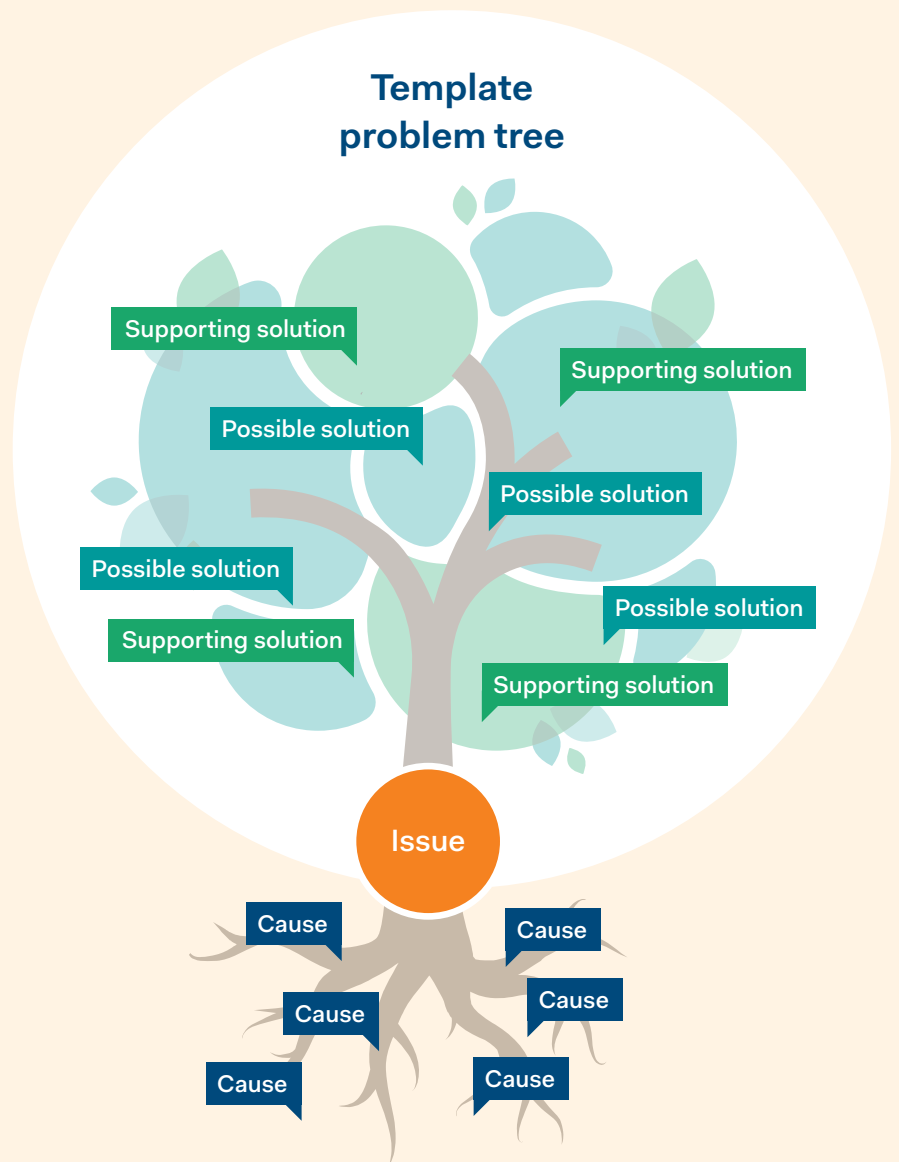 Template
problem tree
Supporting solution
Supporting solution
Possible solution
Possible solution
Possible solution
Possible solution
Supporting solution
Supporting solution
Issue
Cause
Cause
Cause
Cause
Cause
Cause